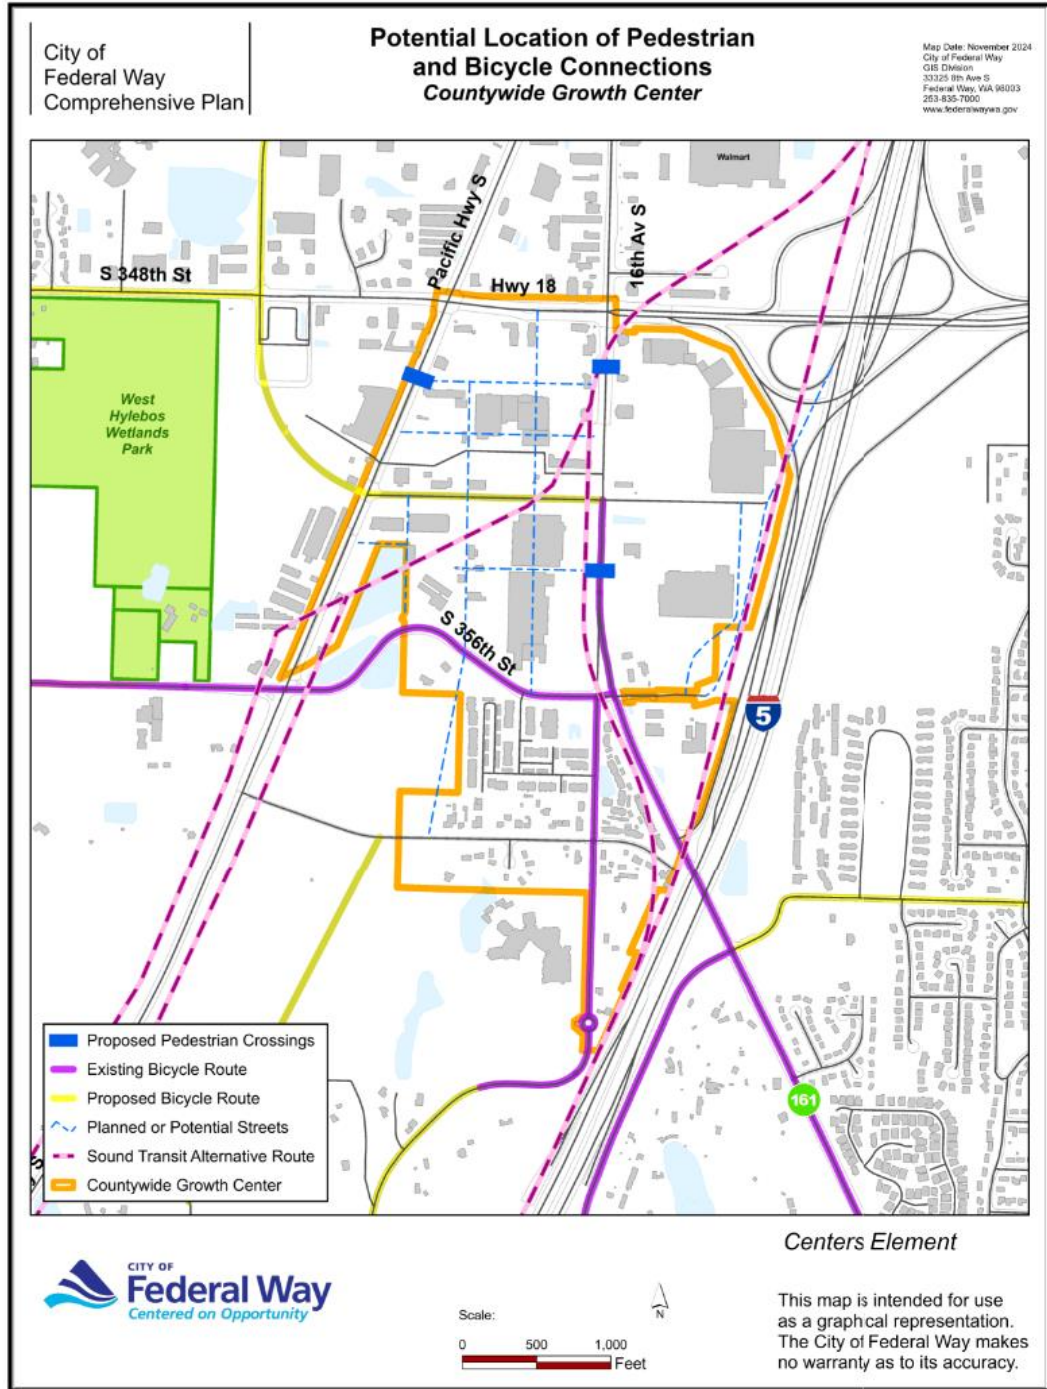 City of
Federal Way
Comprehensive Plan
Potential Location of Pedestrian
and Bicycle Connections
Countywide Growth Center
Map Date: November 2024
City of Federal Way
GIS Division
33325 8th Ave S
Federal Way, WA 98003
253-835-7000
www.federalwaywa.gov
Walmart
Pacific Hwy S
16th Av S
S 348th St
Hwy 18
West
Hylebos
Wetlands
Park
S 356th St
5
161
S
Proposed Pedestrian Crossings
Existing Bicycle Route
Proposed Bicycle Route
Planned or Potential Streets
Sound Transit Alternative Route
Countywide Growth Center
CITY OF
Federal Way
Centered on Opportunity
Scale:
0 500 1,000
Feet
N
Centers Element
This map is intended for use
as a graphical representation.
The City of Federal Way makes
no warranty as to its accuracy.